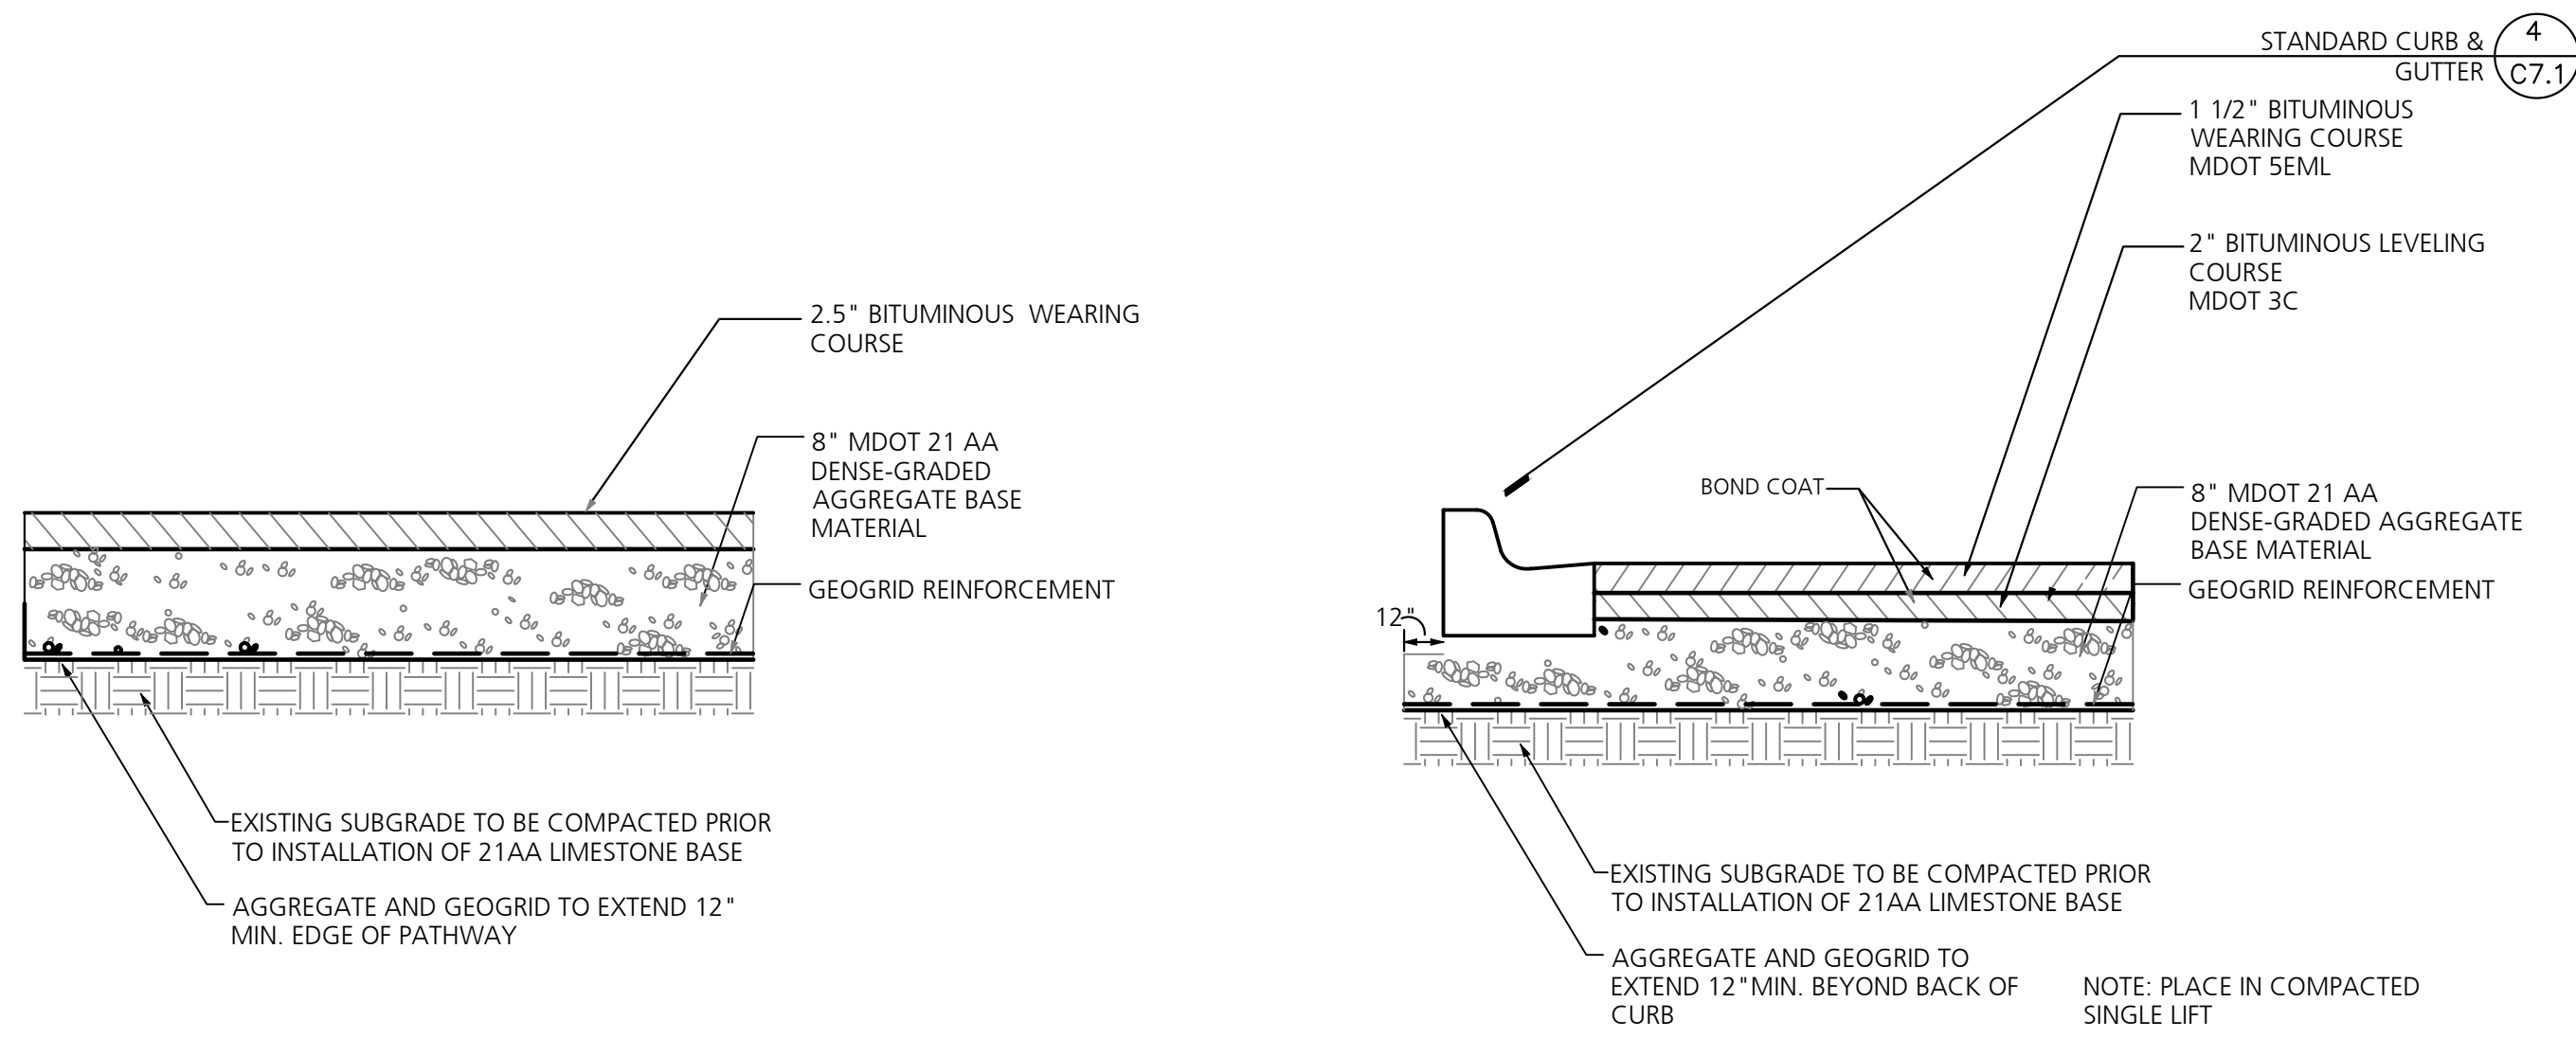 2.5" BITUMINOUS  WEARING
COURSE
8" MDOT 21 AA
DENSE-GRADED
AGGREGATE BASE
MATERIAL
GEOGRID REINFORCEMENT
EXISTING SUBGRADE TO BE COMPACTED PRIOR
TO INSTALLATION OF 21AA LIMESTONE BASE
AGGREGATE AND GEOGRID TO EXTEND 12"
MIN. EDGE OF PATHWAY
STANDARD CURB &
GUTTER
4
C7.1
1 1/2" BITUMINOUS
WEARING COURSE
MDOT 5EML
2" BITUMINOUS LEVELING
COURSE
MDOT 3C
BOND COAT
8" MDOT 21 AA
DENSE-GRADED AGGREGATE
BASE MATERIAL
GEOGRID REINFORCEMENT
12"
EXISTING SUBGRADE TO BE COMPACTED PRIOR
TO INSTALLATION OF 21AA LIMESTONE BASE
AGGREGATE AND GEOGRID TO
EXTEND 12"MIN. BEYOND BACK OF
CURB
NOTE: PLACE IN COMPACTED
SINGLE LIFT